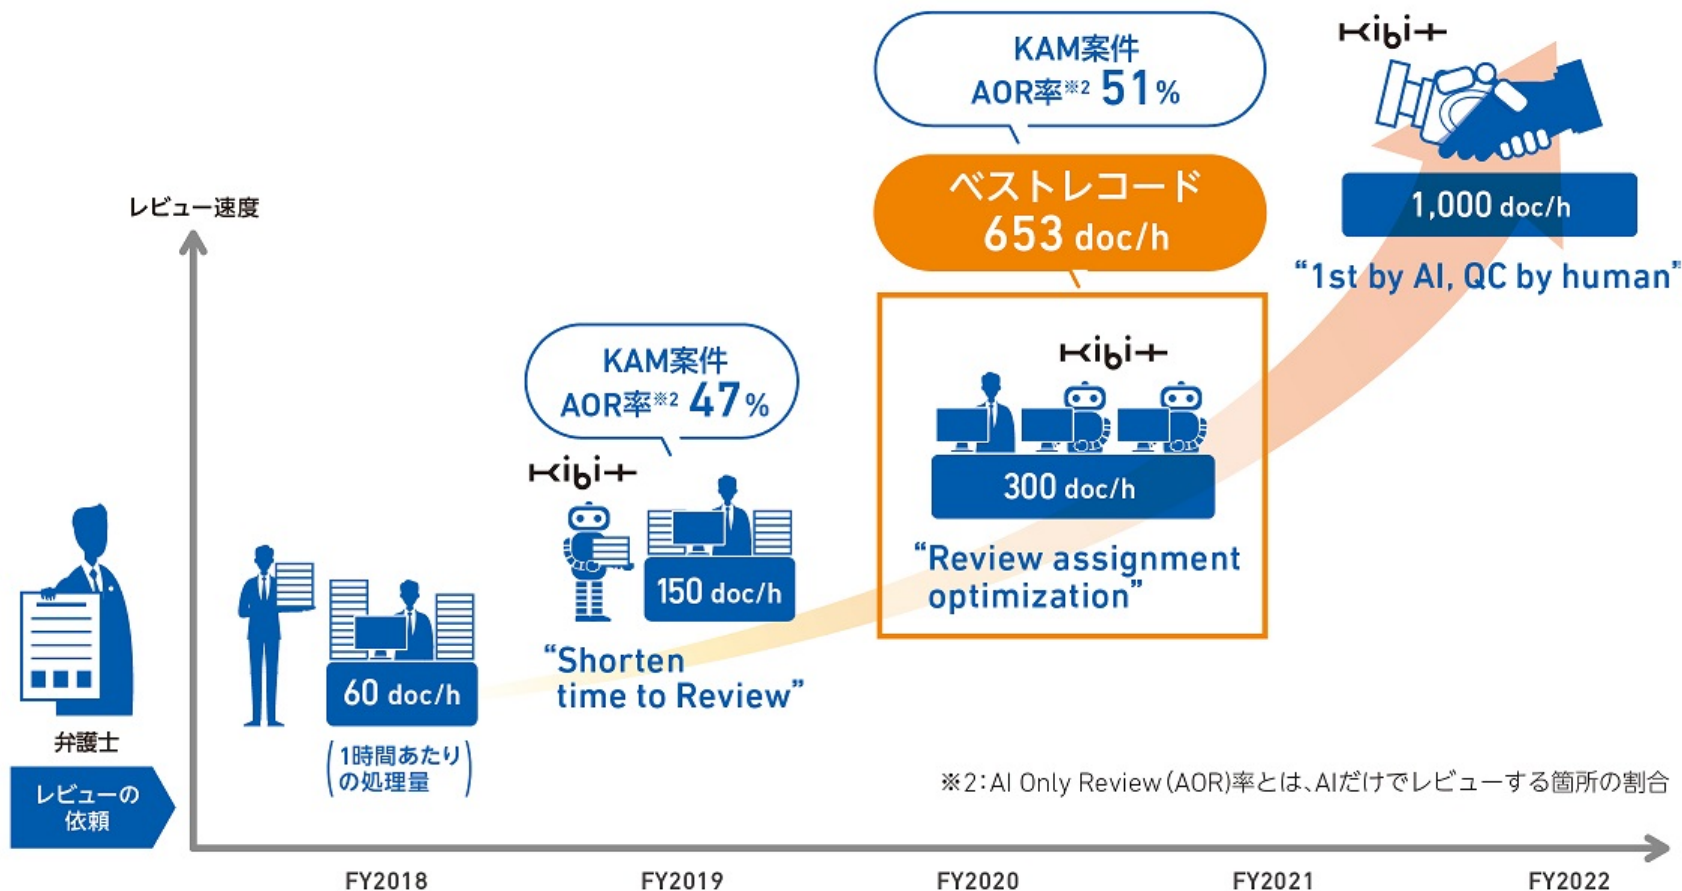 KIBIT
KAM案件
AOR率※2 51%
ベストレコード
653 doc/h
1,000 doc/h
“1st by AI, QC by human”
レビュー速度
KAM案件
AOR率※2 47%
KIBIT
KIBIT
300 doc/h
“Review assignment
optimization”
150 doc/h
“Shorten
time to Review”
60 doc/h
(1時間あたり
の処理量)
弁護士
レビューの
依頼
※2：AI Only Review (AOR)率とは、AIだけでレビューする箇所の割合
FY2018
FY2019
FY2020
FY2021
FY2022